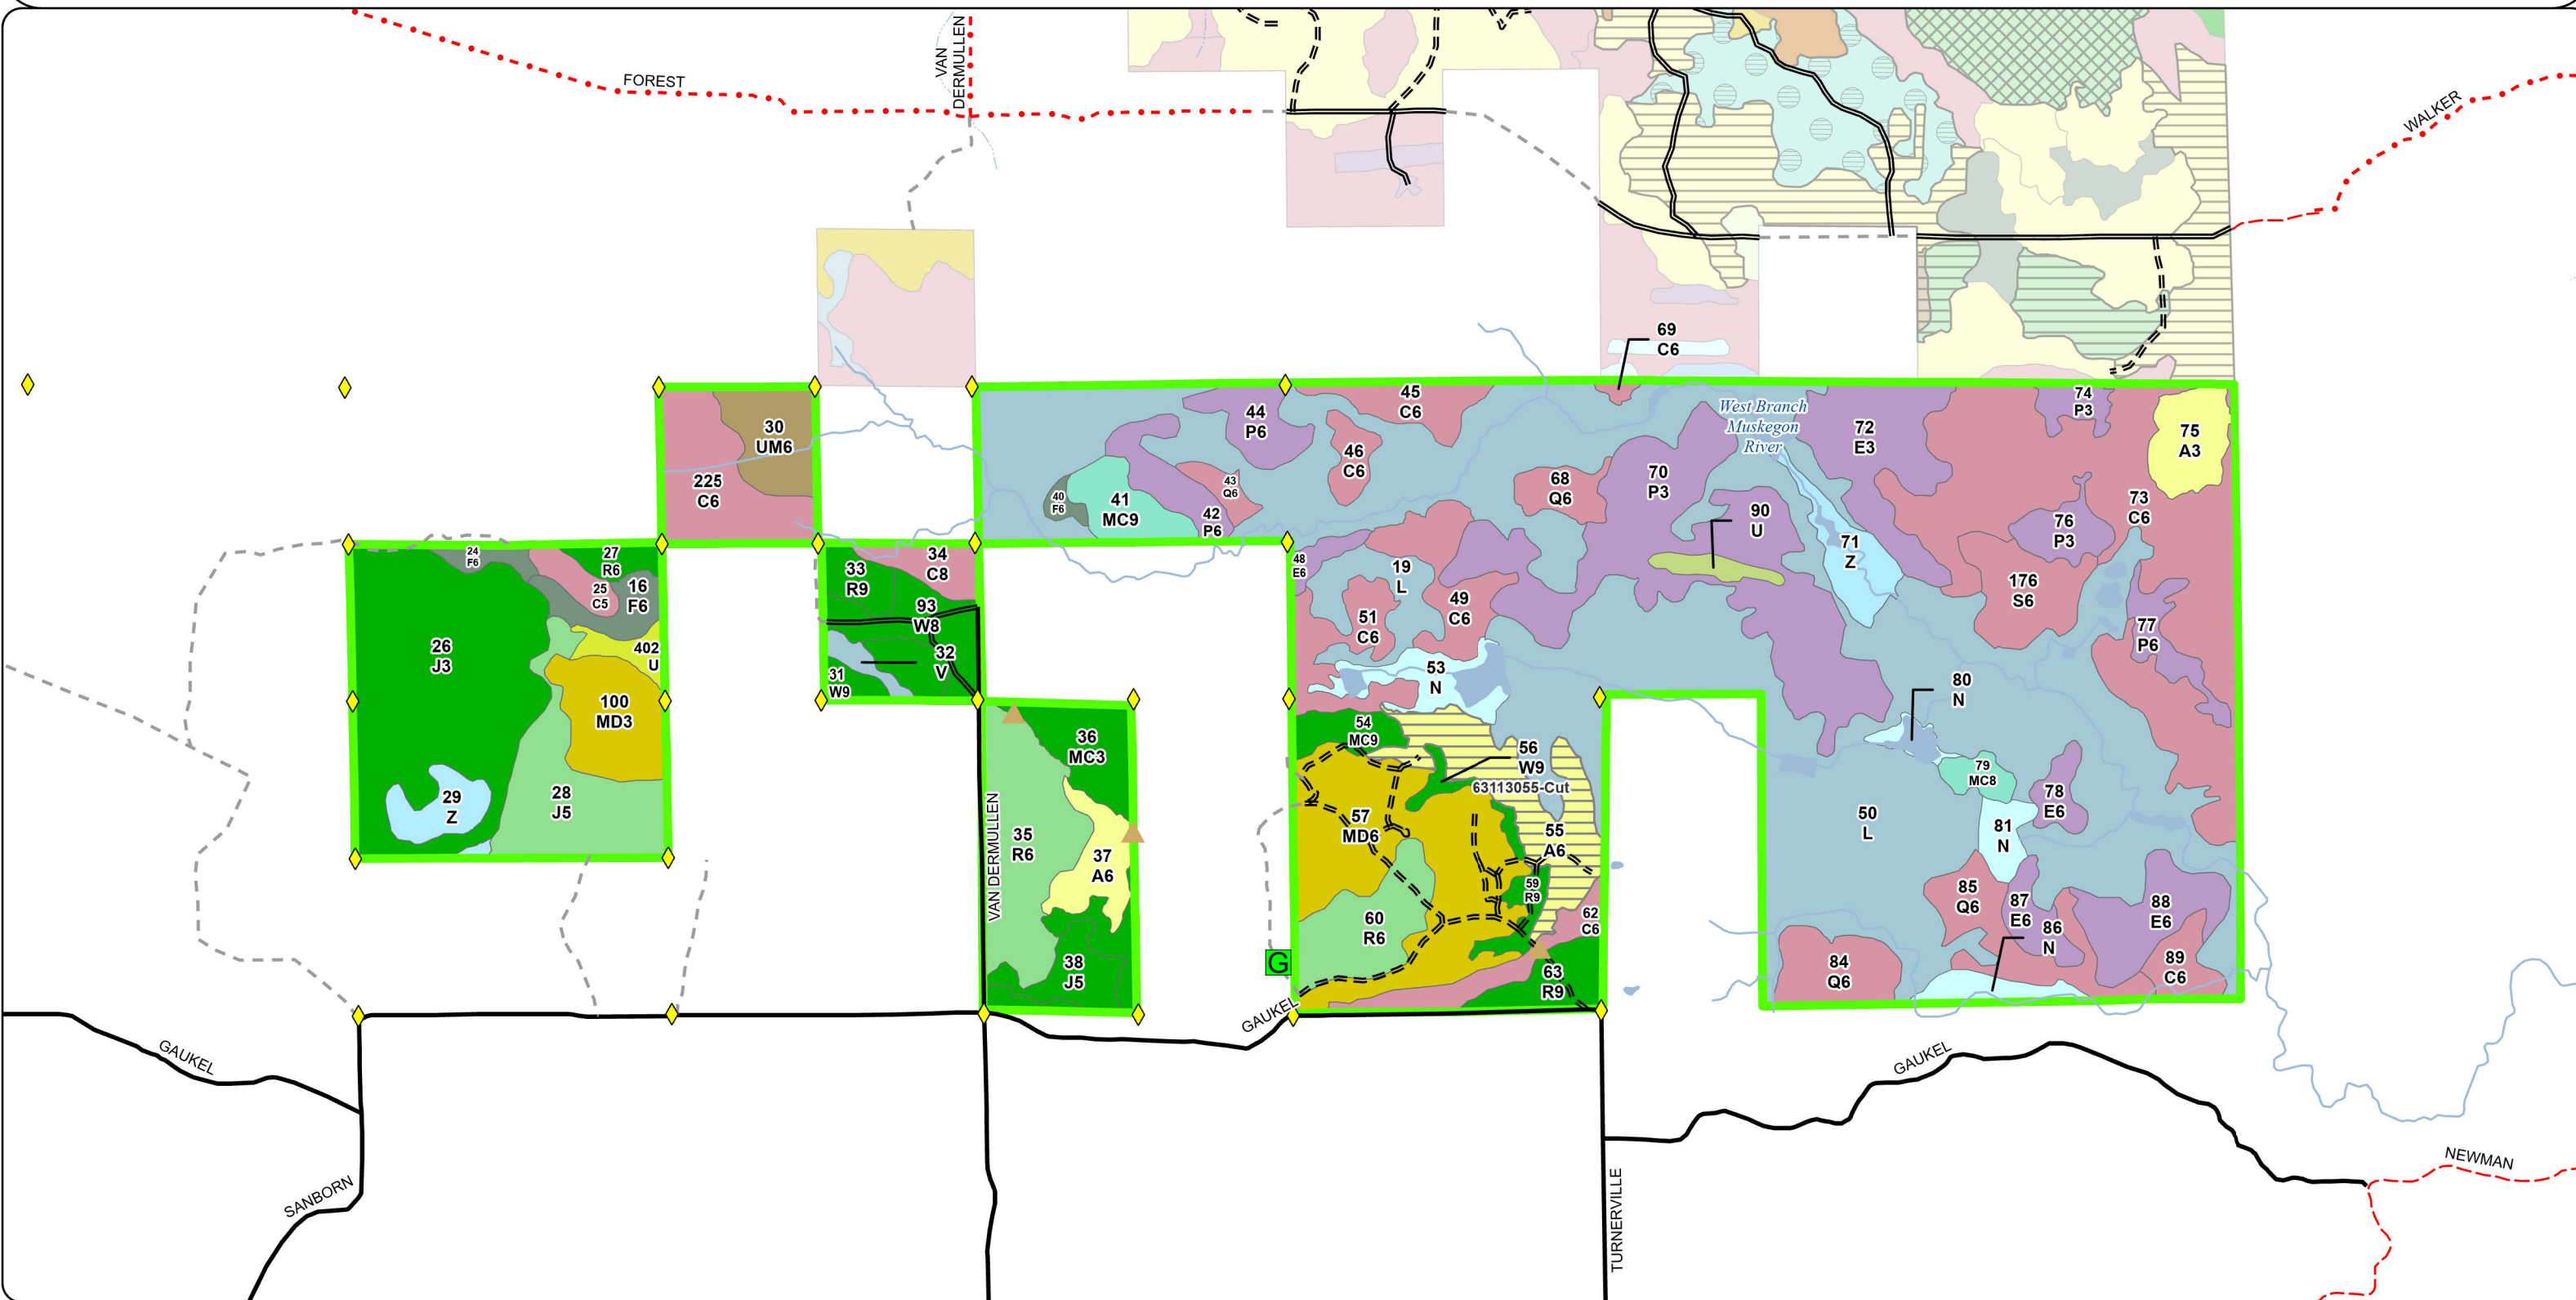 FOREST
VAN
DERMULLEN
WALKER
69
C6
45
C6
44
P6
46
C6
40
F6
41
MC9
43
Q6
42
P6
68
Q6
70
P3
West Branch
Muskegon
River
72
E3
74
P3
75
A3
73
C6
76
P3
90
U
71
Z
176
S6
77
P6
30
UM6
225
C6
24
F6
27
R6
25
C5
16
F6
26
J3
402
U
100
MD3
29
Z
28
J5
33
R9
34
C8
93
W8
32
V
31
W9
48
E6
19
L
51
C6
49
C6
53
N
54
MC9
56
W9
63113055-Cut
57
MD6
55
A6
59
R9
60
R6
62
C6
63
R9
36
MC3
35
R6
37
A6
38
J5
VAN DERMULLEN
80
N
79
MC8
78
E6
50
L
81
N
85
Q6
87
E6
86
N
88
E6
84
Q6
89
C6
G
GAUKEL
GAUKEL
GAUKEL
SANBORN
TURNERVILLE
NEWMAN